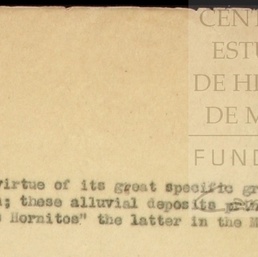 CENT
ESTU
DE HI
DE M
FUND
virtue of its great specific gr
these alluvial deposits
Hornitos" the latter in the M